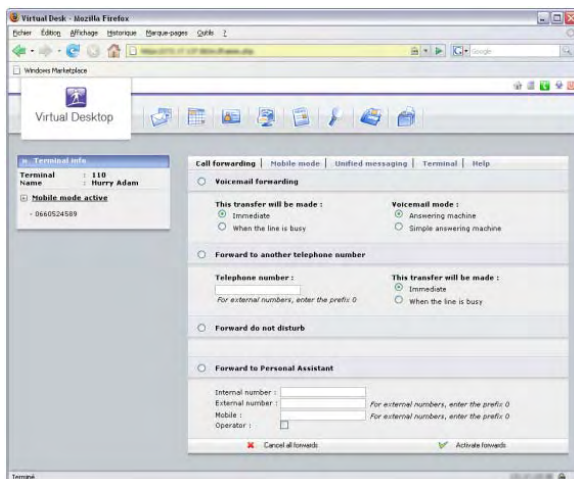 Virtual Desk - Mozilla Firefox
Fichier Édition Affichage Historique Marque-pages Outils ?
Google
Windows Marketplace
Virtual Desktop
Terminal info
Terminal : 110
Name : Hurry Adam
Mobile mode active
- 0660524589
Call forwarding | Mobile mode | Unified messaging | Terminal | Help
Voicemail forwarding
This transfer will be made : Voicemail mode :
Immediate Answering machine
When the line is busy Simple answering machine
Forward to another telephone number
Telephone number : This transfer will be made :
Immediate
For external numbers, enter the prefix 0 When the line is busy
Forward do not disturb
Forward to Personal Assistant
Internal number :
External number : For external numbers, enter the prefix 0
Mobile : For external numbers, enter the prefix 0
Operator :
Cancel all forwards Activate forwards
Terminé